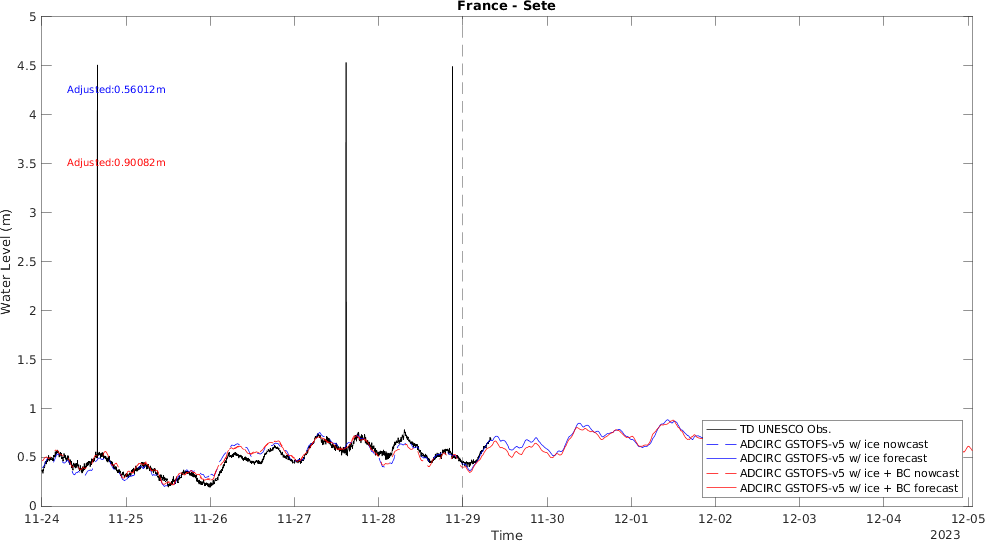 France - Sete
5
4.5
4
3.5
3
2.5
2
1.5
1
0.5
0
Water Level (m)
Adjusted:0.56012m
Adjusted:0.90082m
TD UNESCO Obs.
ADCIRC GSTOFS-v5 w/ ice nowcast
ADCIRC GSTOFS-v5 w/ ice forecast
ADCIRC GSTOFS-v5 w/ ice + BC nowcast
ADCIRC GSTOFS-v5 w/ ice + BC forecast
11-24 11-25 11-26 11-27 11-28 11-29 11-30 12-01 12-02 12-03 12-04 12-05
Time
2023